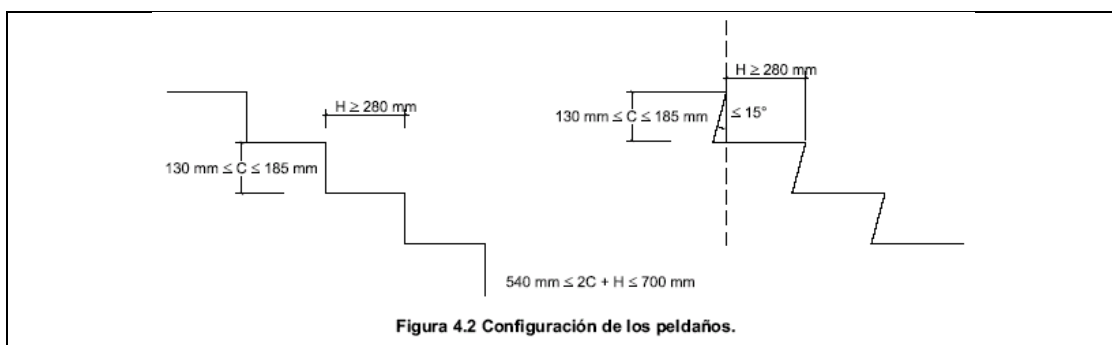 H ≥ 280 mm
130 mm ≤ C ≤ 185 mm
H ≥ 280 mm
130 mm ≤ C ≤ 185 mm
≤ 15°
540 mm ≤ 2C + H ≤ 700 mm
Figura 4.2 Configuración de los peldaños.